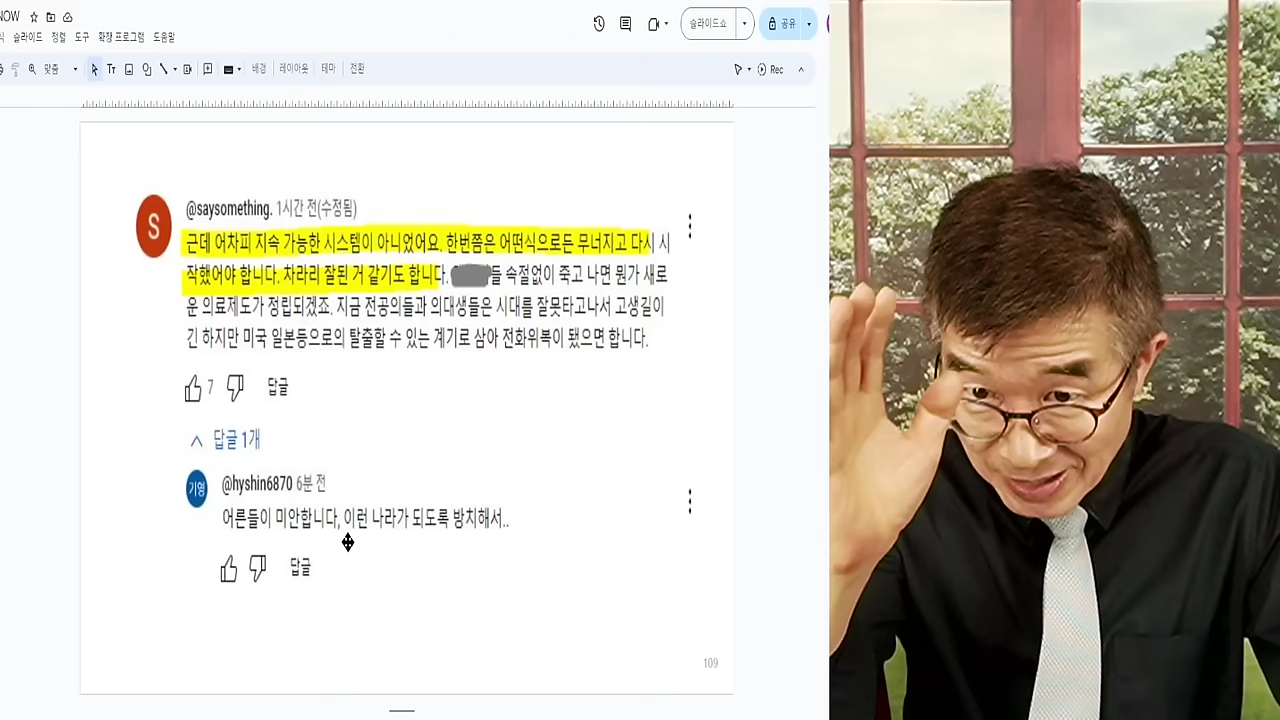 NOW
슬라이드 정렬 도구 확장 프로그램 도움말
슬라이드쇼
공유
맞춤
배경 레이아웃 테마 전환
Rec
S
@saysomething. 1시간 전(수정됨)
근데 어차피 지속 가능한 시스템이 아니었어요. 한번쯤은 어떤식으로든 무너지고 다시 시
작했어야 합니다. 차라리 잘된 거 같기도 합니다. 들 속절없이 죽고 나면 뭔가 새로
운 의료제도가 정립되겠죠. 지금 전공의들과 의대생들은 시대를 잘못타고나서 고생길이
긴 하지만 미국 일본등으로의 탈출할 수 있는 계기로 삼아 전화위복이 됐으면 합니다.
7 답글
답글 1개
기영
@hyshin6870 6분 전
어른들이 미안합니다, 이런 나라가 되도록 방치해서..
답글
109